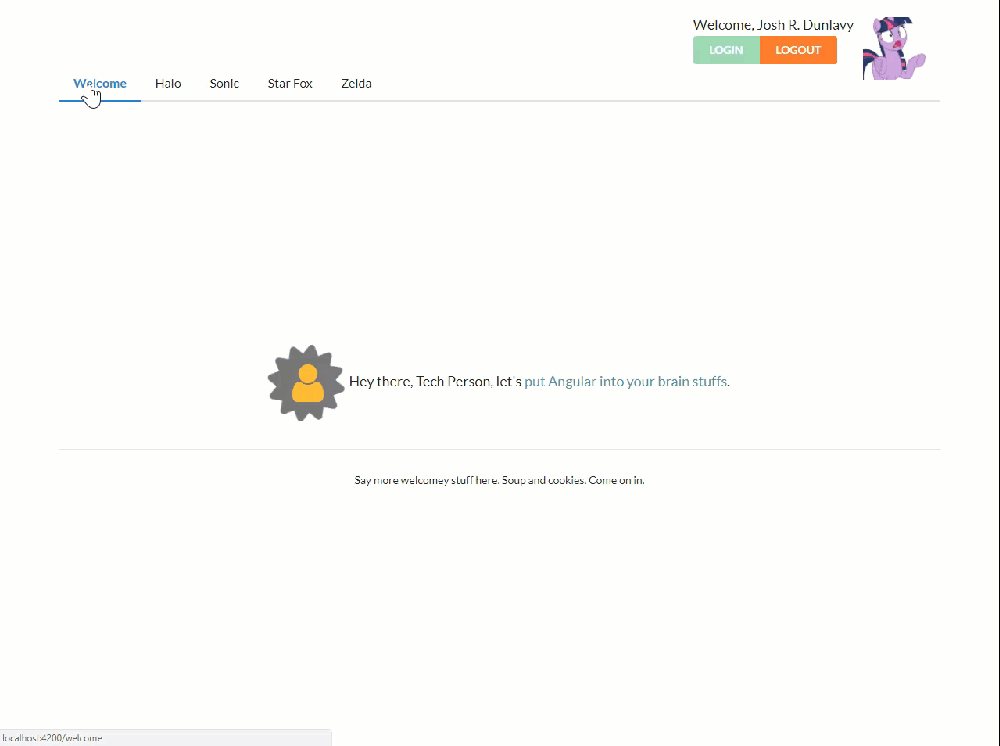 Welcome, Josh R. Dunlavy
LOGIN LOGOUT
Welcome Halo Sonic Star Fox Zelda
Hey there, Tech Person, let's put Angular into your brain stuffs.
Say more welcomey stuff here. Soup and cookies. Come on in.
localhost:4200/welcome